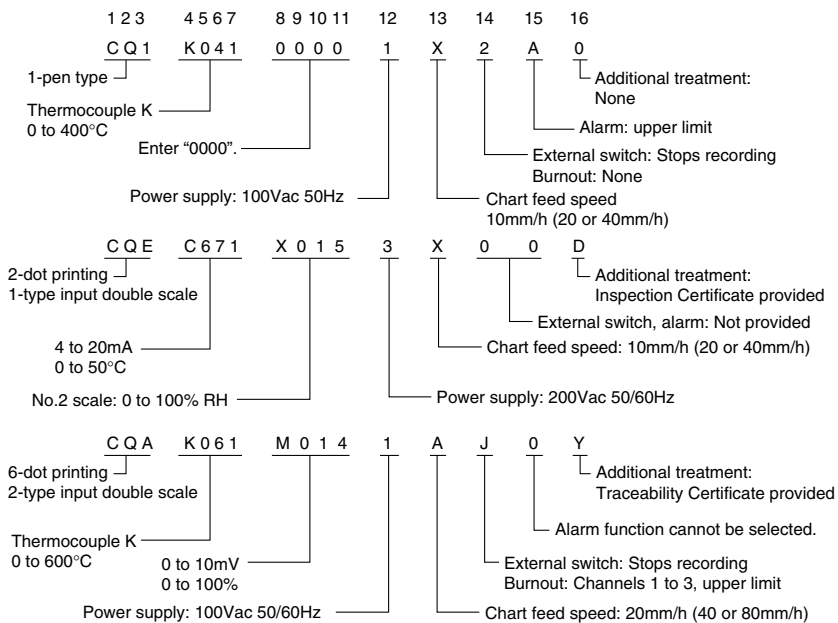 1 2 3 4 5 6 7 8 9 10 11 12 13 14 15 16
C Q 1 K 0 4 1 0 0 0 0 1 X 2 A 0
1-pen type
Additional treatment:
None
Thermocouple K
0 to 400°C
Alarm: upper limit
Enter “0000”.
External switch: Stops recording
Burnout: None
Power supply: 100Vac 50Hz
Chart feed speed
10mm/h (20 or 40mm/h)
C Q E C 6 7 1 X 0 1 5 3 X 0 0 D
2-dot printing
1-type input double scale
Additional treatment:
Inspection Certificate provided
External switch, alarm: Not provided
4 to 20mA
0 to 50°C
Chart feed speed: 10mm/h (20 or 40mm/h)
No.2 scale: 0 to 100% RH
Power supply: 200Vac 50/60Hz
C Q A K 0 6 1 M 0 1 4 1 A J 0 Y
6-dot printing
2-type input double scale
Additional treatment:
Traceability Certificate provided
Alarm function cannot be selected.
Thermocouple K
0 to 600°C
0 to 10mV
0 to 100%
External switch: Stops recording
Burnout: Channels 1 to 3, upper limit
Power supply: 100Vac 50/60Hz
Chart feed speed: 20mm/h (40 or 80mm/h)